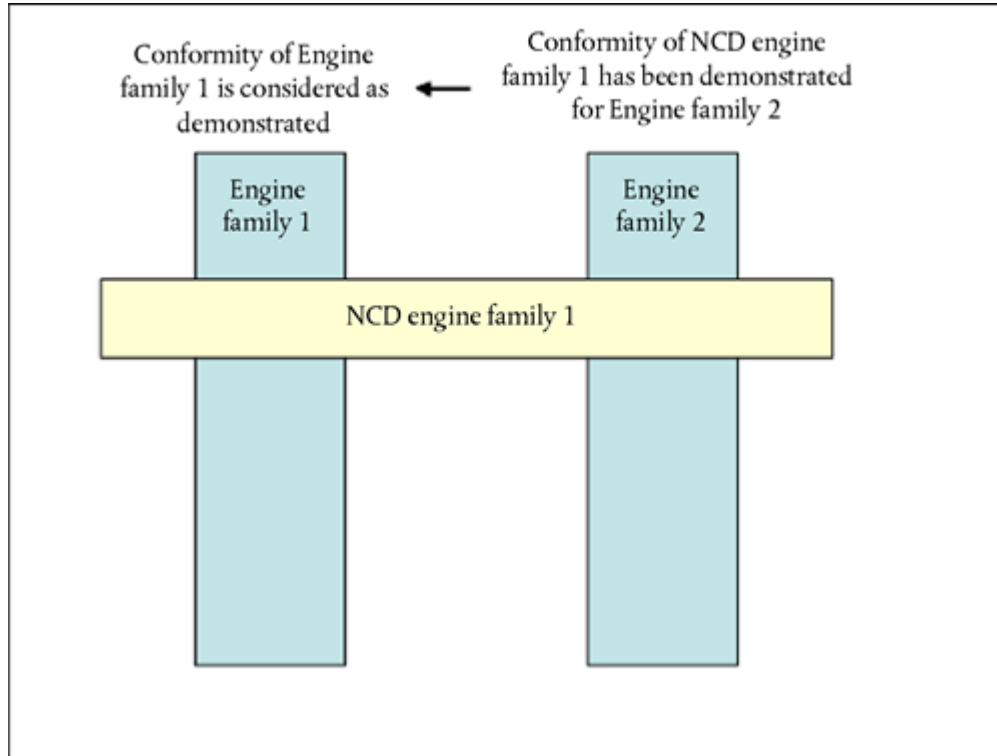 Conformity of Engine
family 1 is considered as
demonstrated
Conformity of NCD engine
family 1 has been demonstrated
for Engine family 2
Engine
family 1
Engine
family 2
NCD engine family 1